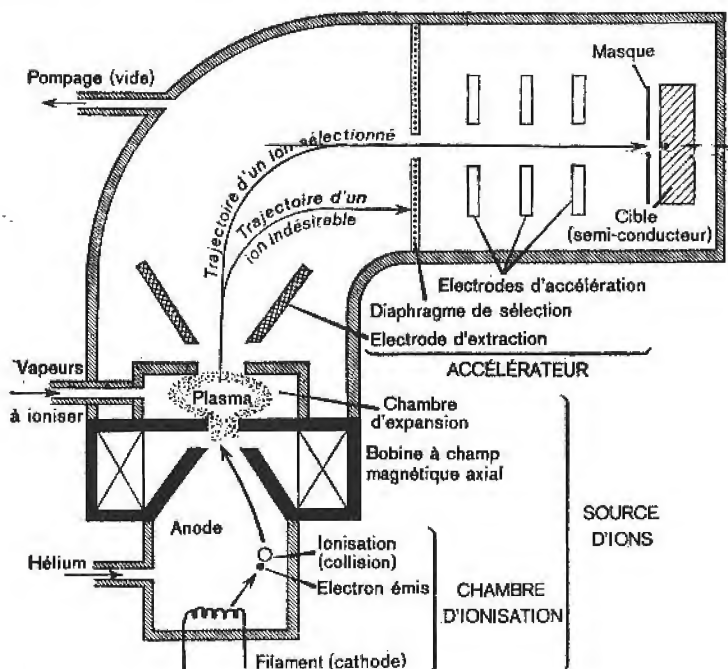 Pompage (vide)
Masque
Trajectoire d'un ion sélectionné
Trajectoire d'un
ion indésirable
Cible
(semi-conducteur)
Electrodes d'accélération
Diaphragme de sélection
Electrode d'extraction
ACCÉLÉRATEUR
Vapeurs
à ioniser
Plasma
Chambre
d'expansion
Bobine à champ
magnétique axial
SOURCE
D'IONS
Anode
Ionisation
(collision)
Hélium
Electron émis
CHAMBRE
D'IONISATION
Filament (cathode)